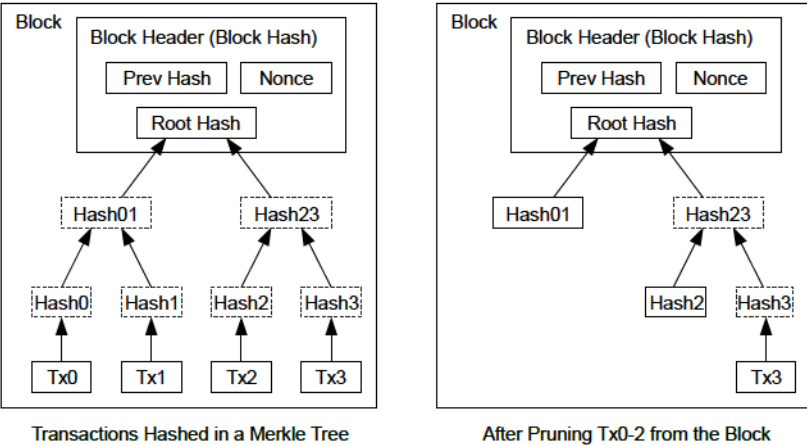 Block
Block Header (Block Hash)
Prev Hash
Nonce
Root Hash
Hash01
Hash23
Hash0
Hash1
Hash2
Hash3
Tx0
Tx1
Tx2
Tx3
Transactions Hashed in a Merkle Tree
Block
Block Header (Block Hash)
Prev Hash
Nonce
Root Hash
Hash01
Hash23
Hash2
Hash3
Tx3
After Pruning Tx0-2 from the Block